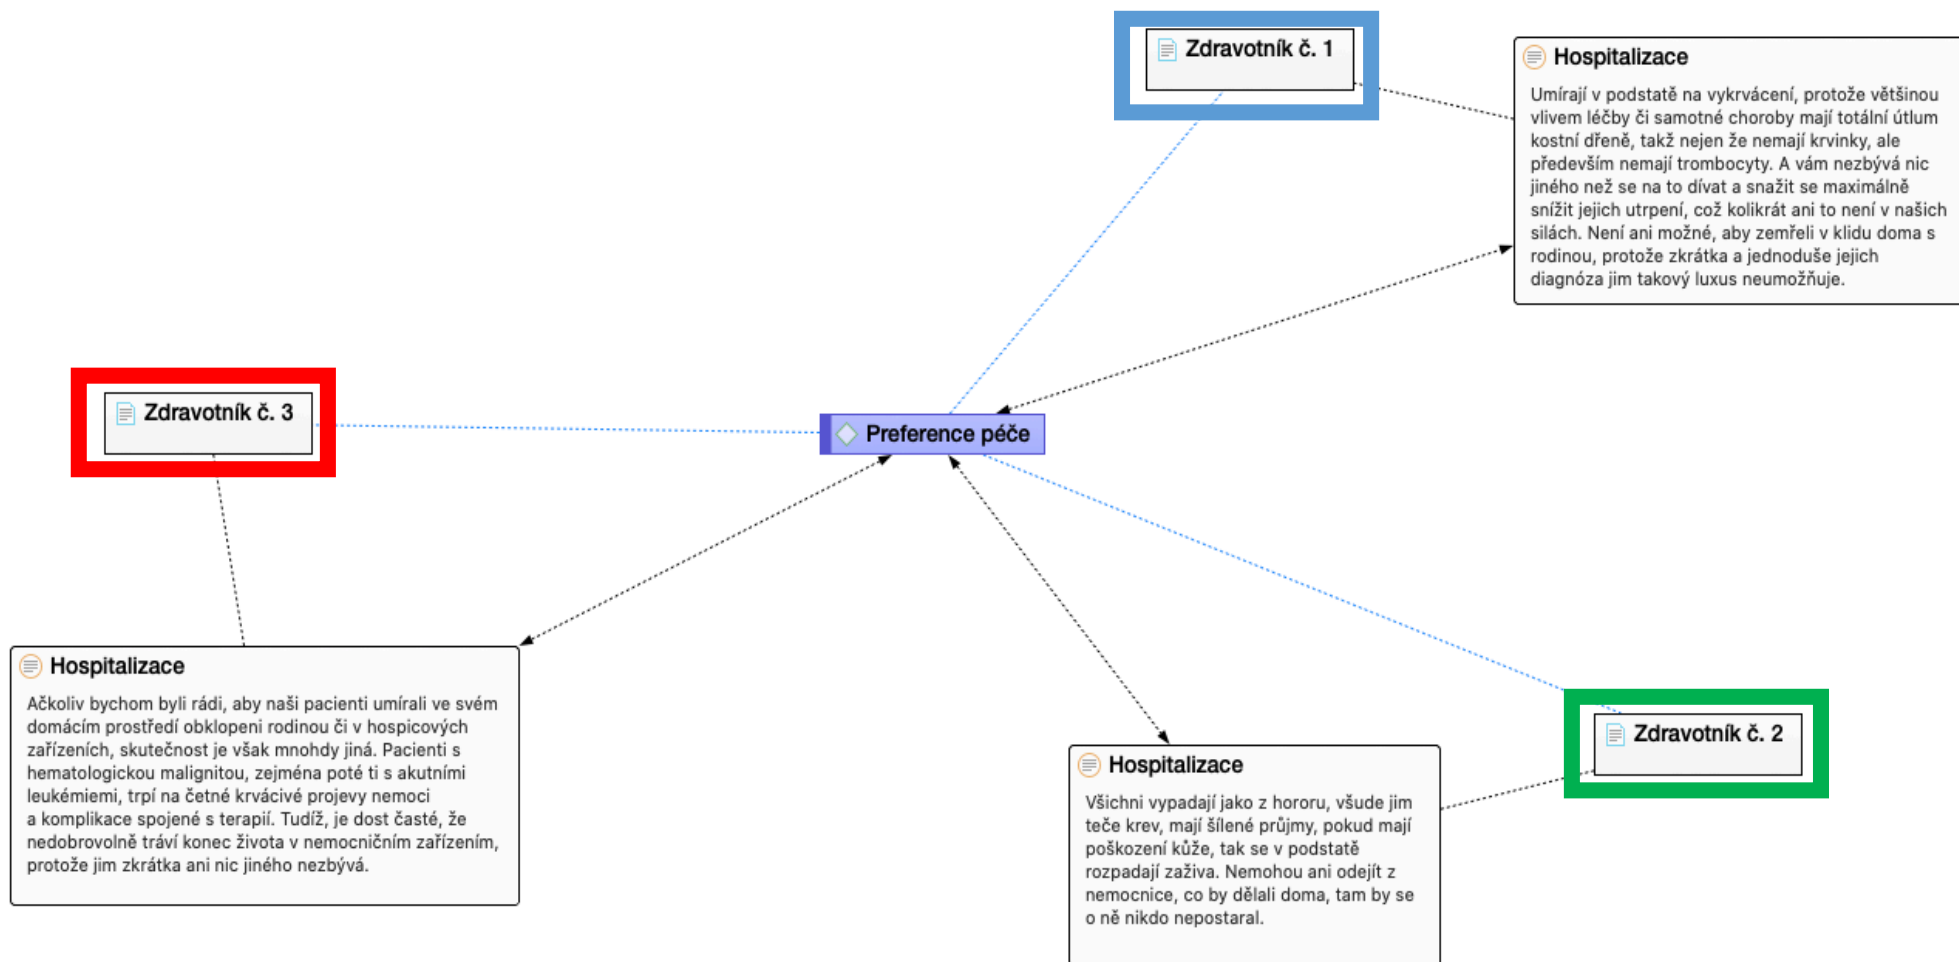 Zdravotník č. 1
Hospitalizace
Umírají v podstatě na vykrvácení, protože většinou
vlivem léčby či samotné choroby mají totální útlum
kostní dřeně, takž nejen že nemají krvinky, ale
především nemají trombocyty. A vám nezbývá nic
jiného než se na to dívat a snažit se maximálně
snížit jejich utrpení, což kolikrát ani to není v našich
silách. Není ani možné, aby zemřeli v klidu doma s
rodinou, protože zkrátka a jednoduše jejich
diagnóza jim takový luxus neumožňuje.
Zdravotník č. 3
Preference péče
Hospitalizace
Ačkoliv bychom byli rádi, aby naši pacienti umírali ve svém
domácím prostředí obklopeni rodinou či v hospicových
zařízeních, skutečnost je však mnohdy jiná. Pacienti s
hematologickou malignitou, zejména poté ti s akutními
leukémiemi, trpí na četné krvácivé projevy nemoci
a komplikace spojené s terapií. Tudíž, je dost časté, že
nedobrovolně tráví konec života v nemocničním zařízením,
protože jim zkrátka ani nic jiného nezbývá.
Zdravotník č. 2
Hospitalizace
Všichni vypadají jako z hororu, všude jim
teče krev, mají šílené průjmy, pokud mají
poškození kůže, tak se v podstatě
rozpadají zaživa. Nemohou ani odejít z
nemocnice, co by dělali doma, tam by se
o ně nikdo nepostaral.